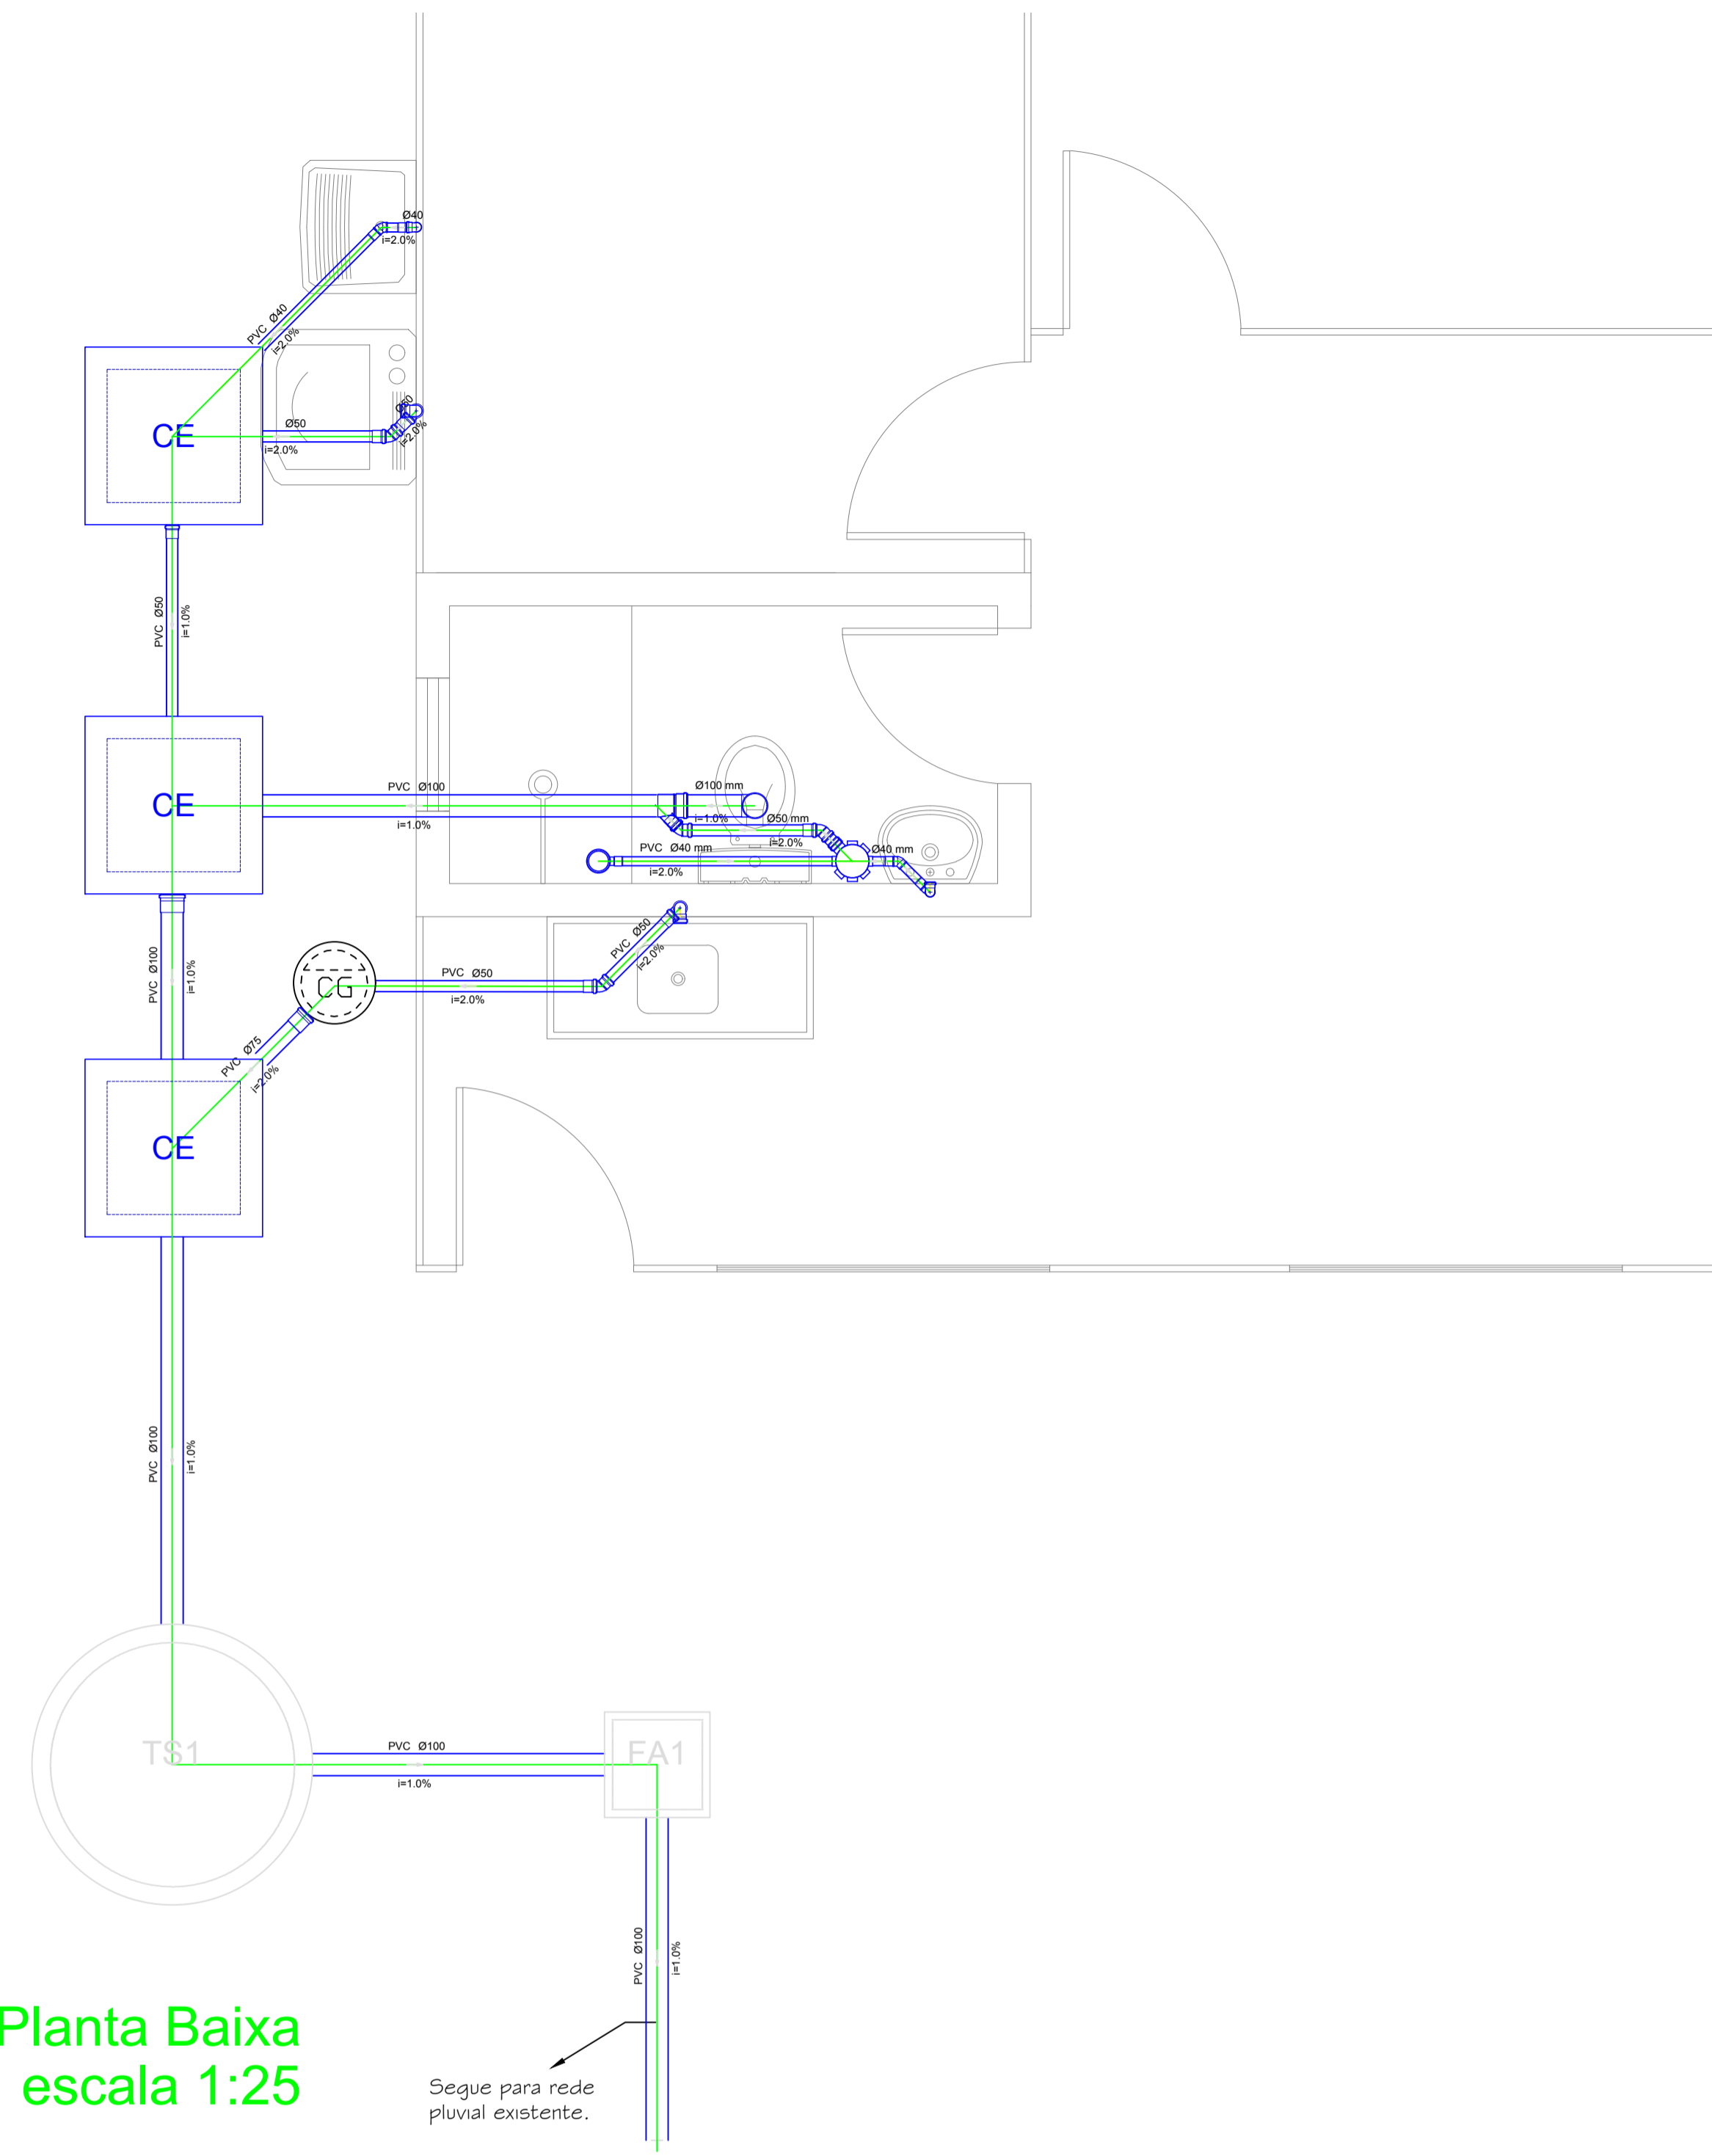 Ø40
i=2.0%
PVC Ø40
i=2.0%
Ø50
i=2.0%
Ø50
i=2.0%
CE
PVC Ø50
i=1.0%
CE
PVC Ø100
i=1.0%
Ø100 mm
i=1.0%
Ø50 mm
i=2.0%
PVC Ø40 mm
i=2.0%
Ø40 mm
PVC Ø50
i=2.0%
PVC Ø100
i=1.0%
CG
PVC Ø50
i=2.0%
PVC Ø75
i=2.0%
CE
PVC Ø100
i=1.0%
TS1
PVC Ø100
i=1.0%
FA1
PVC Ø100
i=1.0%
Planta Baixa
escala 1:25
Segue para rede
pluvial existente.